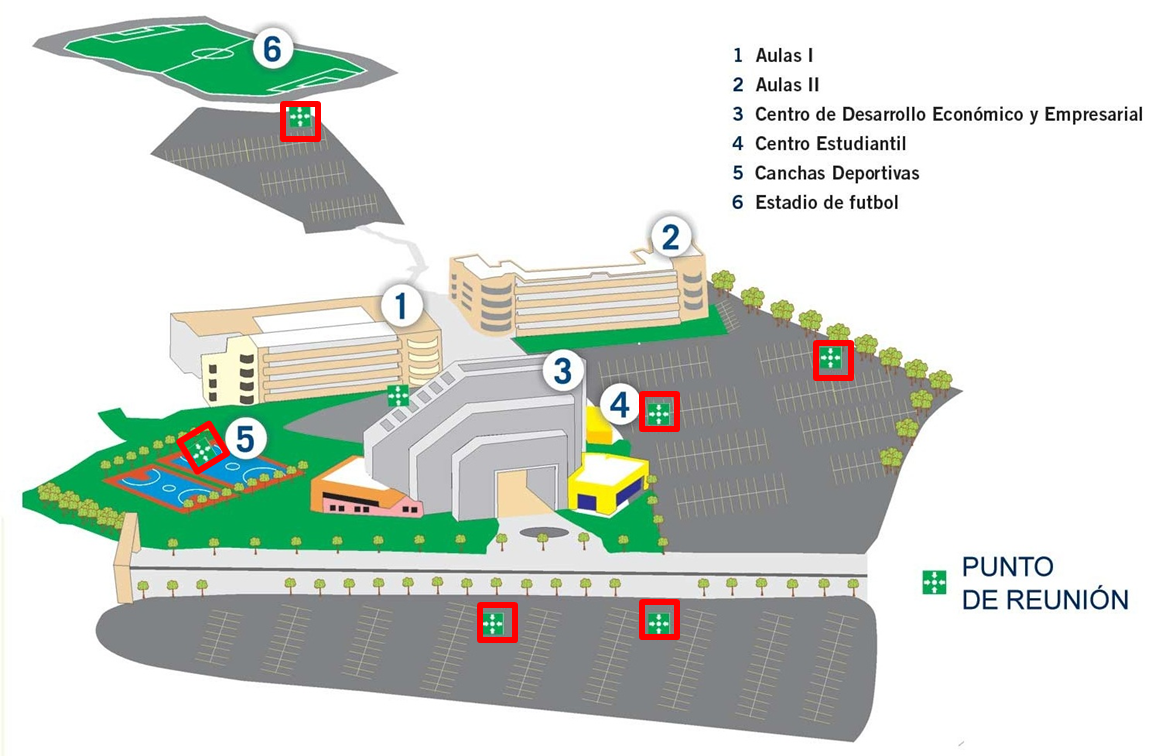 6
1 Aulas I
2 Aulas II
3 Centro de Desarrollo Económico y Empresarial
4 Centro Estudiantil
5 Canchas Deportivas
6 Estadio de futbol
2
1
3
4
5
PUNTO
DE REUNIÓN